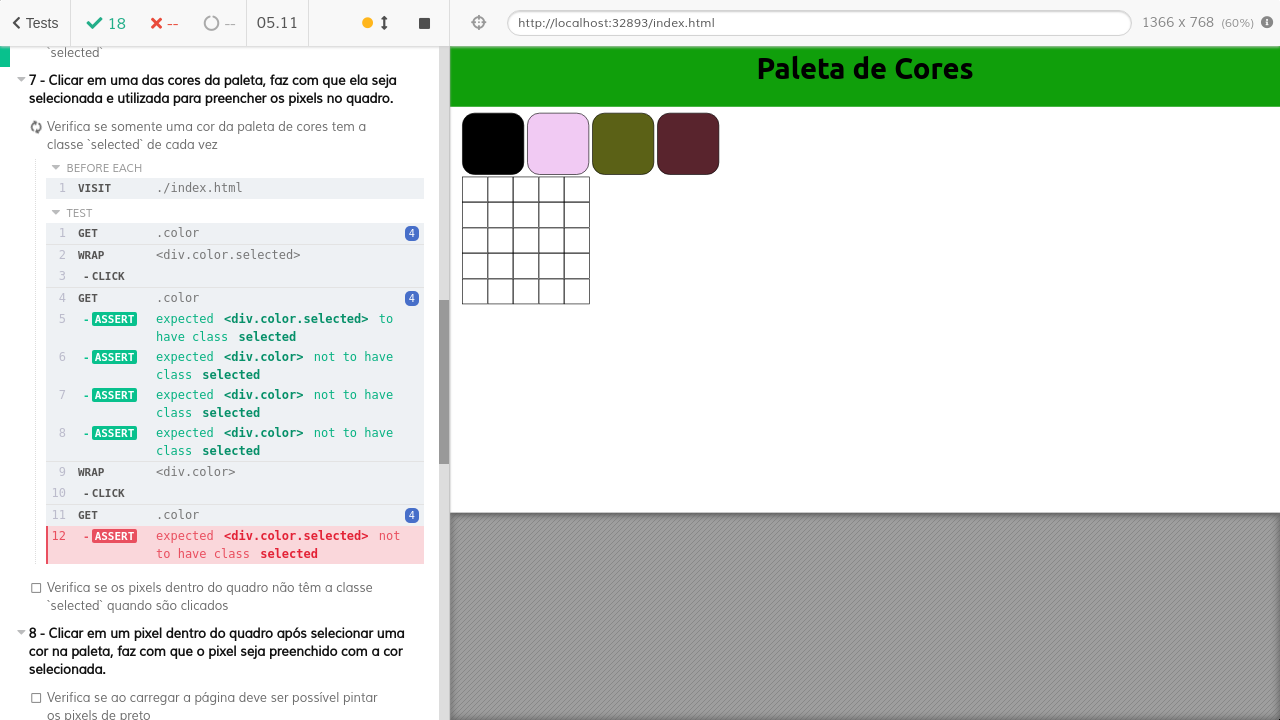 Tests
18
--
--
05.11
http://localhost:32893/index.html
1366 x 768 (60%)
`selected`
7 - Clicar em uma das cores da paleta, faz com que ela seja
selecionada e utilizada para preencher os pixels no quadro.
Verifica se somente uma cor da paleta de cores tem a
classe `selected` de cada vez
BEFORE EACH
1 VISIT ./index.html
TEST
1 GET .color 4
2 WRAP <div.color.selected>
3 -CLICK
4 GET .color 4
5 -ASSERT expected <div.color.selected> to
have class selected
6 -ASSERT expected <div.color> not to have
class selected
7 -ASSERT expected <div.color> not to have
class selected
8 -ASSERT expected <div.color> not to have
class selected
9 WRAP <div.color>
10 -CLICK
11 GET .color 4
12 -ASSERT expected <div.color.selected> not
to have class selected
Verifica se os pixels dentro do quadro não têm a classe
`selected` quando são clicados
8 - Clicar em um pixel dentro do quadro após selecionar uma
cor na paleta, faz com que o pixel seja preenchido com a cor
selecionada.
Verifica se ao carregar a página deve ser possível pintar
os pixels de preto
Paleta de Cores